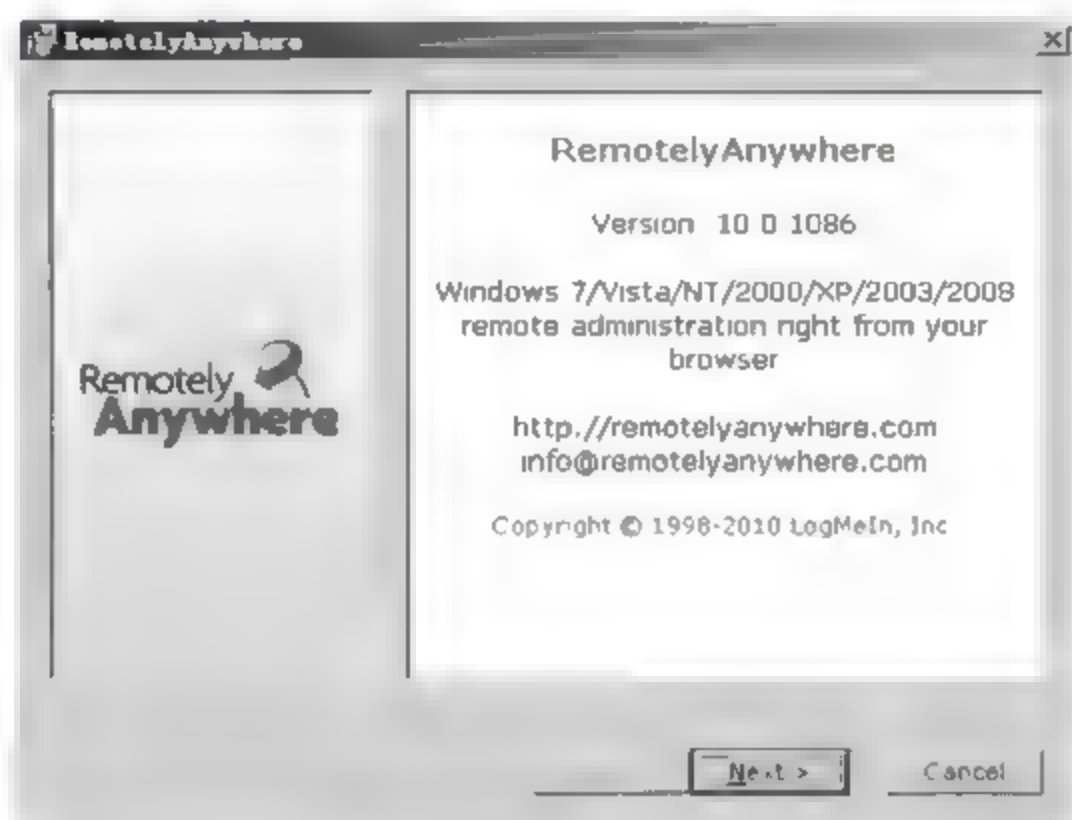 RemotelyAnywhere
Remotely
Anywhere
RemotelyAnywhere
Version 10 0 1086
Windows 7/Vista/NT/2000/XP/2003/2008
remote administration right from your
browser
http://remotelyanywhere.com
info@remotelyanywhere.com
Copyright © 1998-2010 LogMeIn, Inc
Next >
Cancel